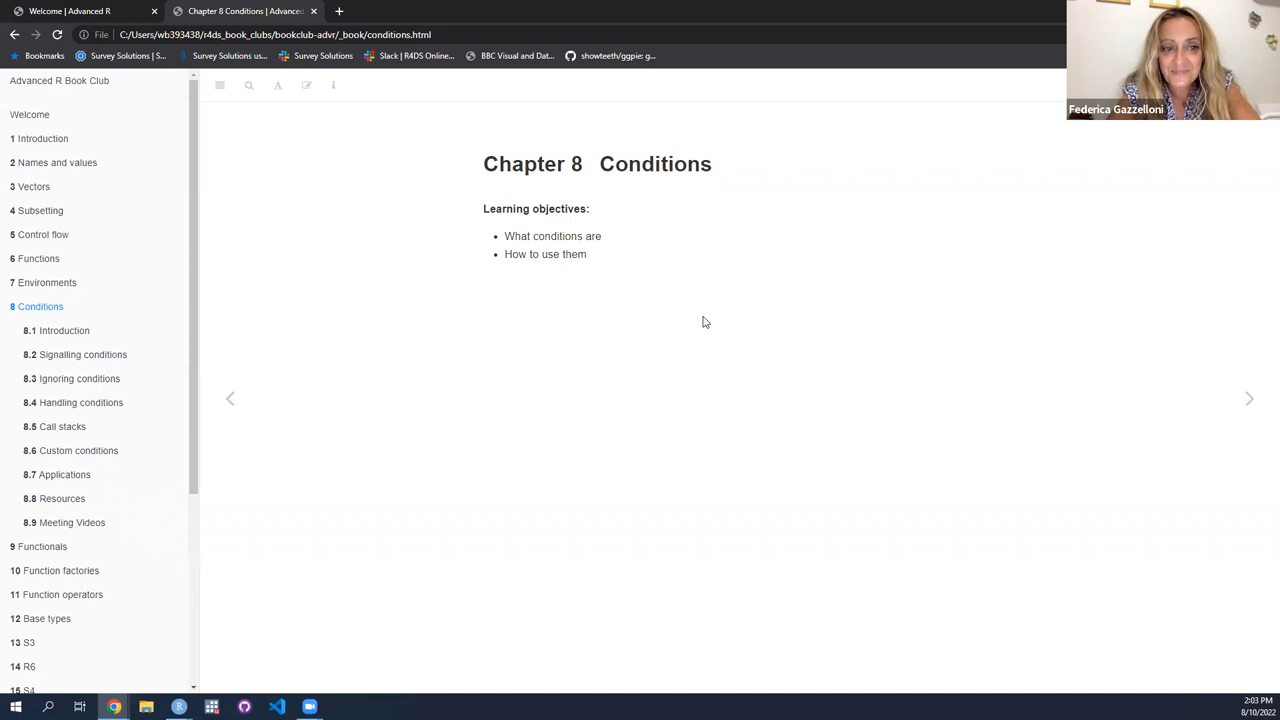 Welcome | Advanced R
Chapter 8 Conditions | Advanced
C:/Users/wb393438/r4ds_book_clubs/bookclub-advr/_book/conditions.html
Bookmarks
Survey Solutions | S...
Survey Solutions us...
Survey Solutions
Slack | R4DS Online...
BBC Visual and Dat...
showteeth/ggpie: g...
Federica Gazzelloni
Advanced R Book Club
Welcome
1 Introduction
2 Names and values
3 Vectors
4 Subsetting
5 Control flow
6 Functions
7 Environments
8 Conditions
8.1 Introduction
8.2 Signalling conditions
8.3 Ignoring conditions
8.4 Handling conditions
8.5 Call stacks
8.6 Custom conditions
8.7 Applications
8.8 Resources
8.9 Meeting Videos
9 Functionals
10 Function factories
11 Function operators
12 Base types
13 S3
14 R6
15 S4
Chapter 8 Conditions
Learning objectives:
• What conditions are
• How to use them
2:03 PM
8/10/2022